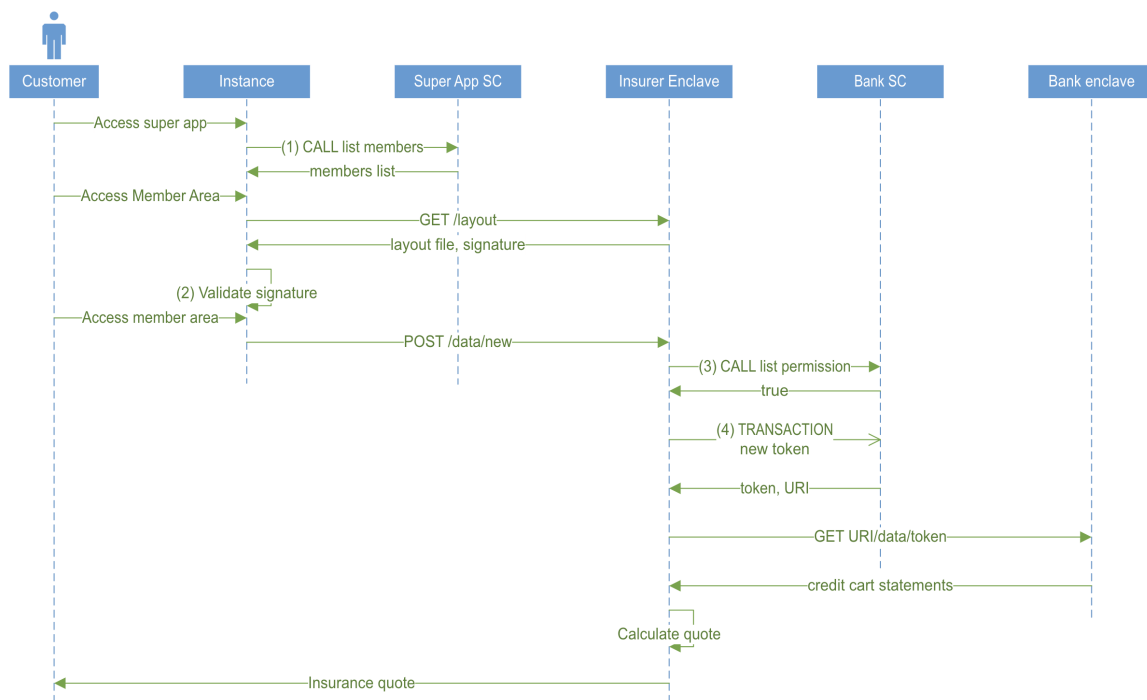 Customer
Instance
Super App SC
Insurer Enclave
Bank SC
Bank enclave
Access super app
(1) CALL list members
members list
Access Member Area
GET /layout
layout file, signature
(2) Validate signature
Access member area
POST /data/new
(3) CALL list permission
true
(4) TRANSACTION
new token
token, URI
GET URI/data/token
credit cart statements
Calculate quote
Insurance quote